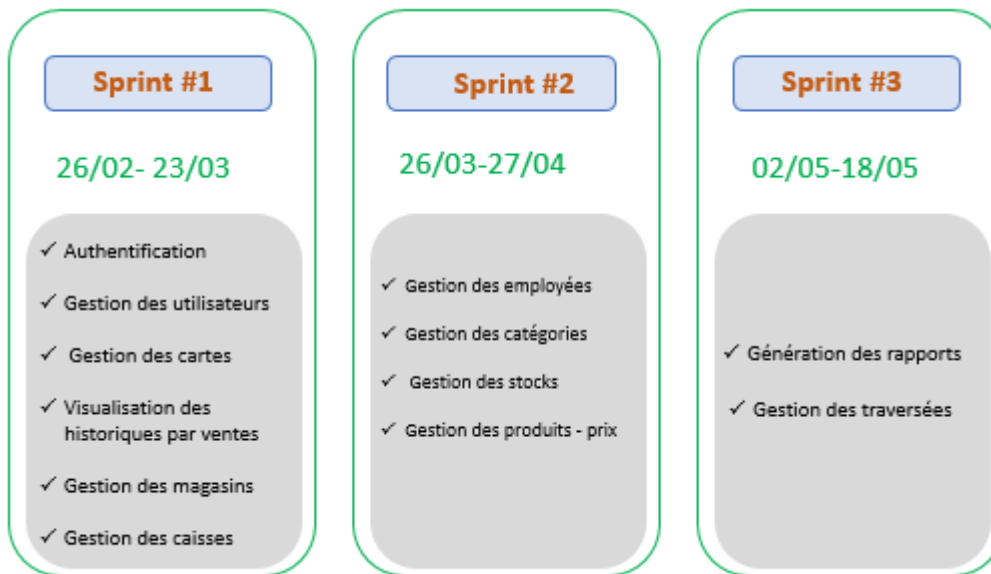 Sprint #1
26/02- 23/03
✓ Authentification
✓ Gestion des utilisateurs
✓ Gestion des cartes
✓ Visualisation des
historiques par ventes
✓ Gestion des magasins
✓ Gestion des caisses
Sprint #2
26/03-27/04
✓ Gestion des employées
✓ Gestion des catégories
✓ Gestion des stocks
✓ Gestion des produits - prix
Sprint #3
02/05-18/05
✓ Génération des rapports
✓ Gestion des traversées